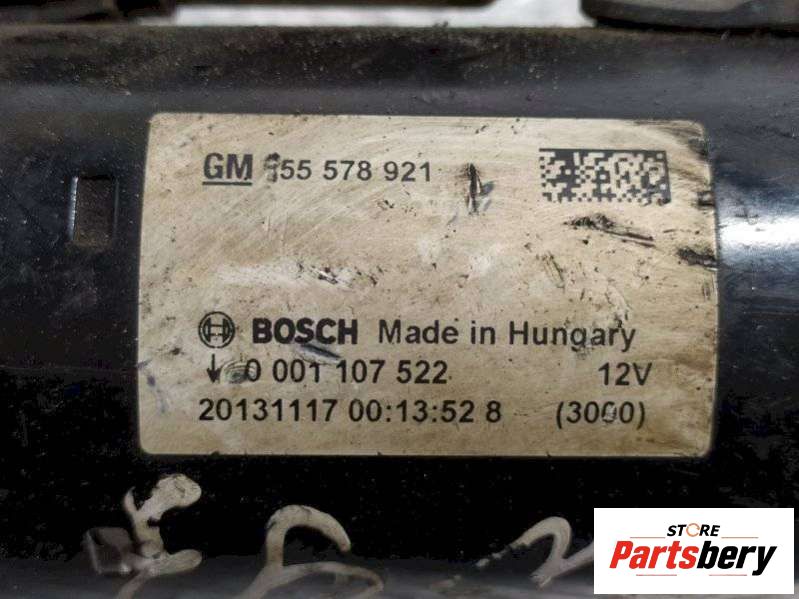 GM 55 578 921
BOSCH Made in Hungary
0 001 107 522 12V
20131117 00:13:52 8 (3000)
STORE
Partsbery